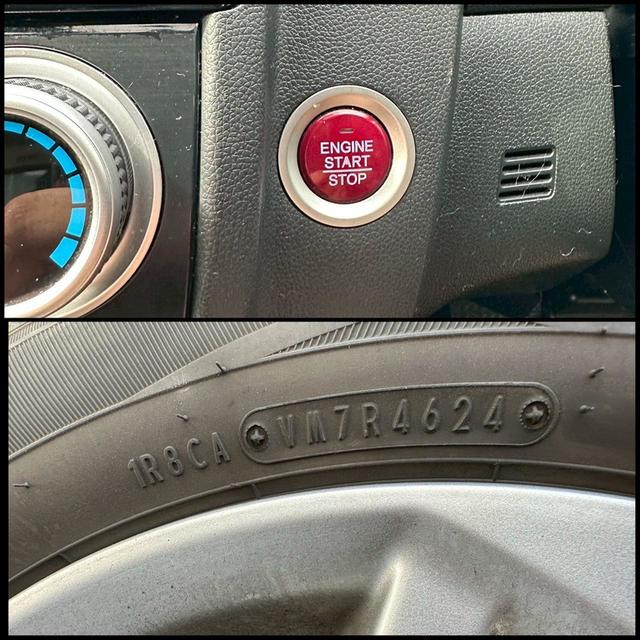 ENGINE
START
STOP
1R8CA VM7R4624